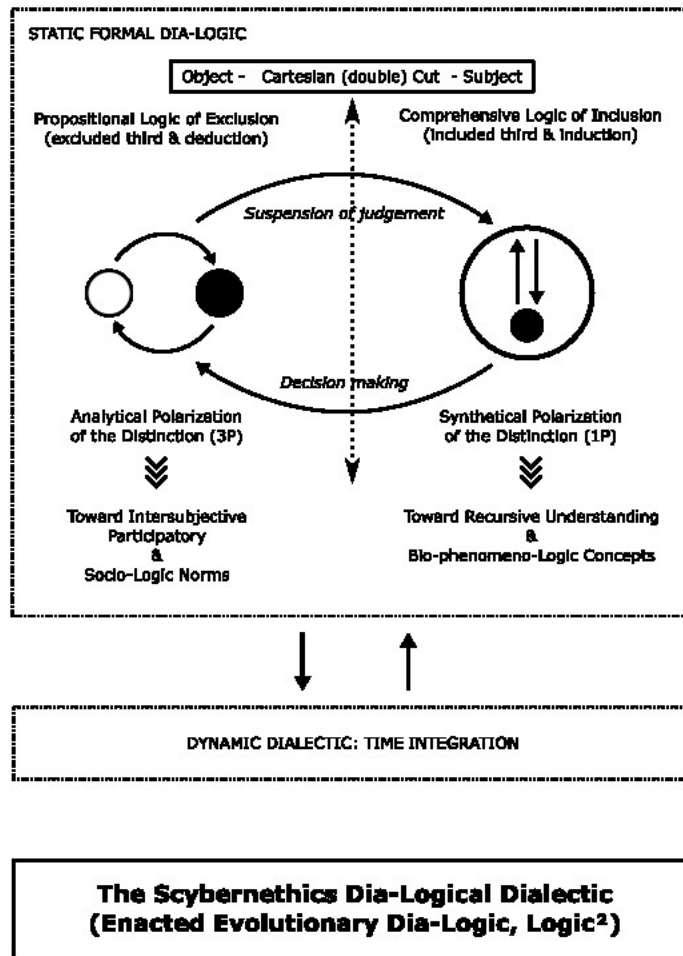 STATIC FORMAL DIA-LOGIC
Object - Cartesian (double) Cut - Subject
Propositional Logic of Exclusion
(excluded third & deduction)
Comprehensive Logic of Inclusion
(included third & induction)
Suspension of judgement
Decision making
Analytical Polarization
of the Distinction (3P)
Synthetical Polarization
of the Distinction (1P)
Toward Intersubjective
Participatory
&
Socio-Logic Norms
Toward Recursive Understanding
&
Bio-phenomeno-Logic Concepts
DYNAMIC DIALECTIC: TIME INTEGRATION
The Scybernethics Dia-Logical Dialectic
(Enacted Evolutionary Dia-Logic, Logic²)